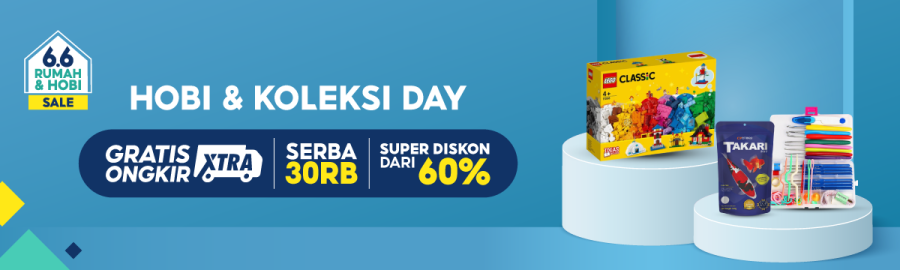 6.6
RUMAH
& HOBI
SALE
HOBI & KOLEKSI DAY
GRATIS
ONGKIR
XTRA
SERBA
30RB
SUPER DISKON
DARI 60%
LEGO CLASSIC
4+
TAKARI